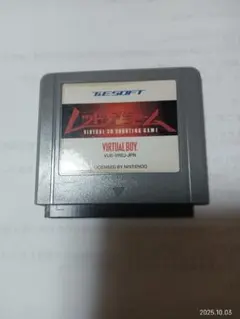 T&E SOFT
レッドアラーム
VIRTUAL 3D SHOOTING GAME
VIRTUAL BOY
VUE-VREJ-JPN
LICENSED BY NINTENDO
2025.10.03